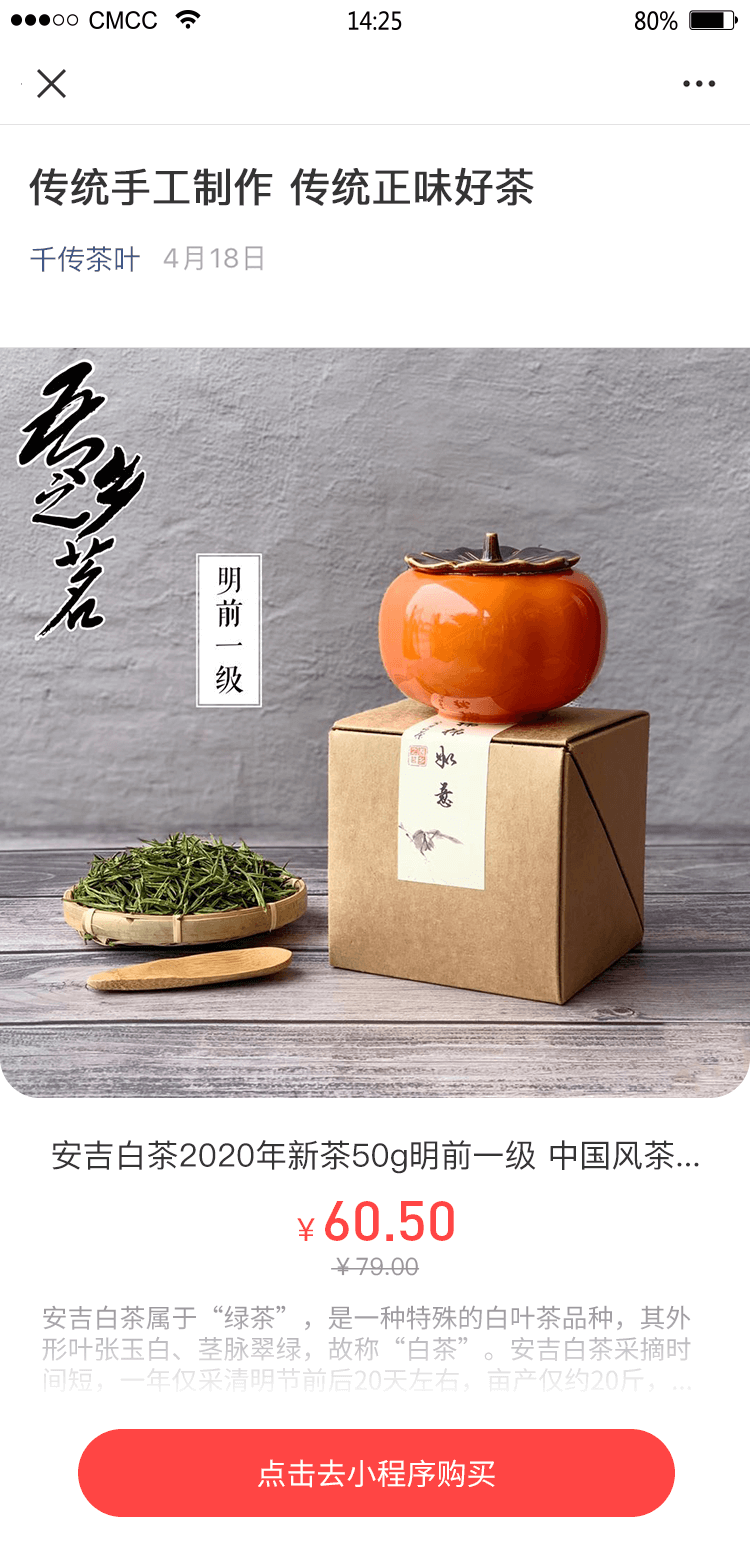 CMCC
14:25
80%
传统手工制作 传统正味好茶
千传茶叶 4月18日
吾乡之茗
明前一级
如意
安吉白茶2020年新茶50g明前一级 中国风茶...
¥60.50
¥79.00
安吉白茶属于“绿茶”，是一种特殊的白叶茶品种，其外
形叶张玉白、茎脉翠绿，故称“白茶”。安吉白茶采摘时
间短，一年仅采清明节前后20天左右，亩产仅约20斤，...
点击去小程序购买